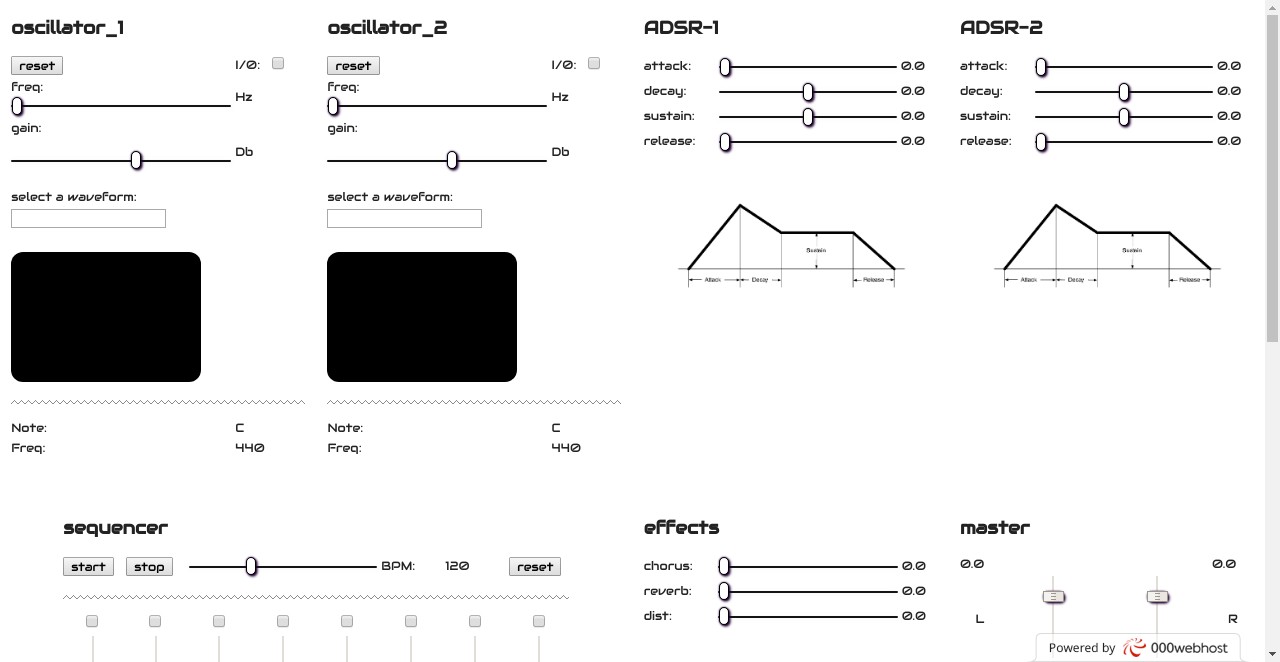 oscillator_1
reset I/O:
freq:
Hz
gain:
Db
select a waveform:
Note: C
Freq: 440
oscillator_2
reset I/O:
freq:
Hz
gain:
Db
select a waveform:
Note: C
Freq: 440
ADSR-1
attack: 0.0
decay: 0.0
sustain: 0.0
release: 0.0
Sustain
Attack Decay Release
ADSR-2
attack: 0.0
decay: 0.0
sustain: 0.0
release: 0.0
Sustain
Attack Decay Release
sequencer
start stop BPM: 120 reset
effects
chorus: 0.0
reverb: 0.0
dist: 0.0
master
0.0 0.0
L R
Powered by 000webhost